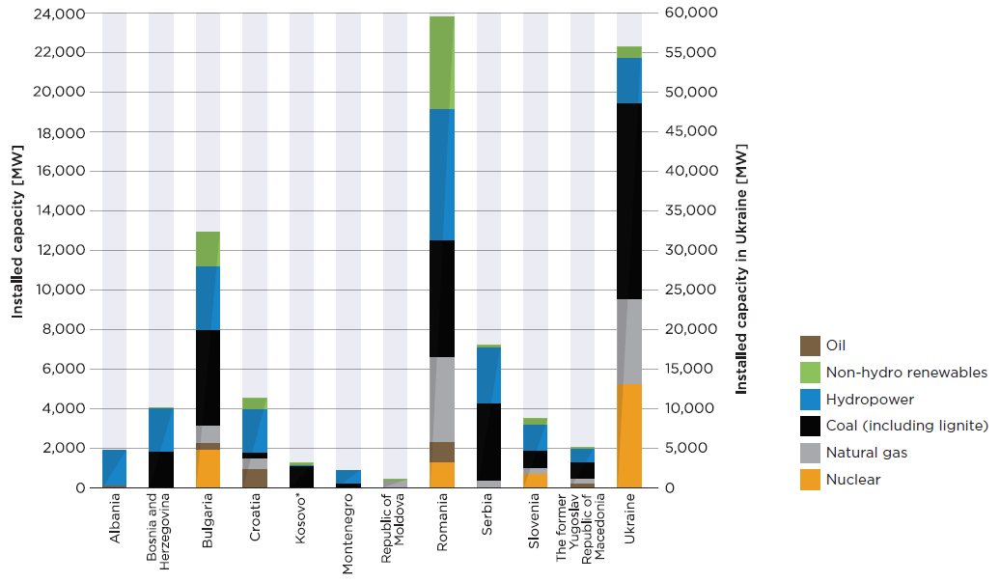 Installed capacity [MW]
24,000
22,000
20,000
18,000
16,000
14,000
12,000
10,000
8,000
6,000
4,000
2,000
0
60,000
55,000
50,000
45,000
40,000
35,000
30,000
25,000
20,000
15,000
10,000
5,000
0
Installed capacity in Ukraine [MW]
Albania
Bosnia and
Herzegovina
Bulgaria
Croatia
Kosovo*
Montenegro
Republic of
Moldova
Romania
Serbia
Slovenia
The former
Yugoslav
Republic of
Macedonia
Ukraine
Oil
Non-hydro renewables
Hydropower
Coal (including lignite)
Natural gas
Nuclear